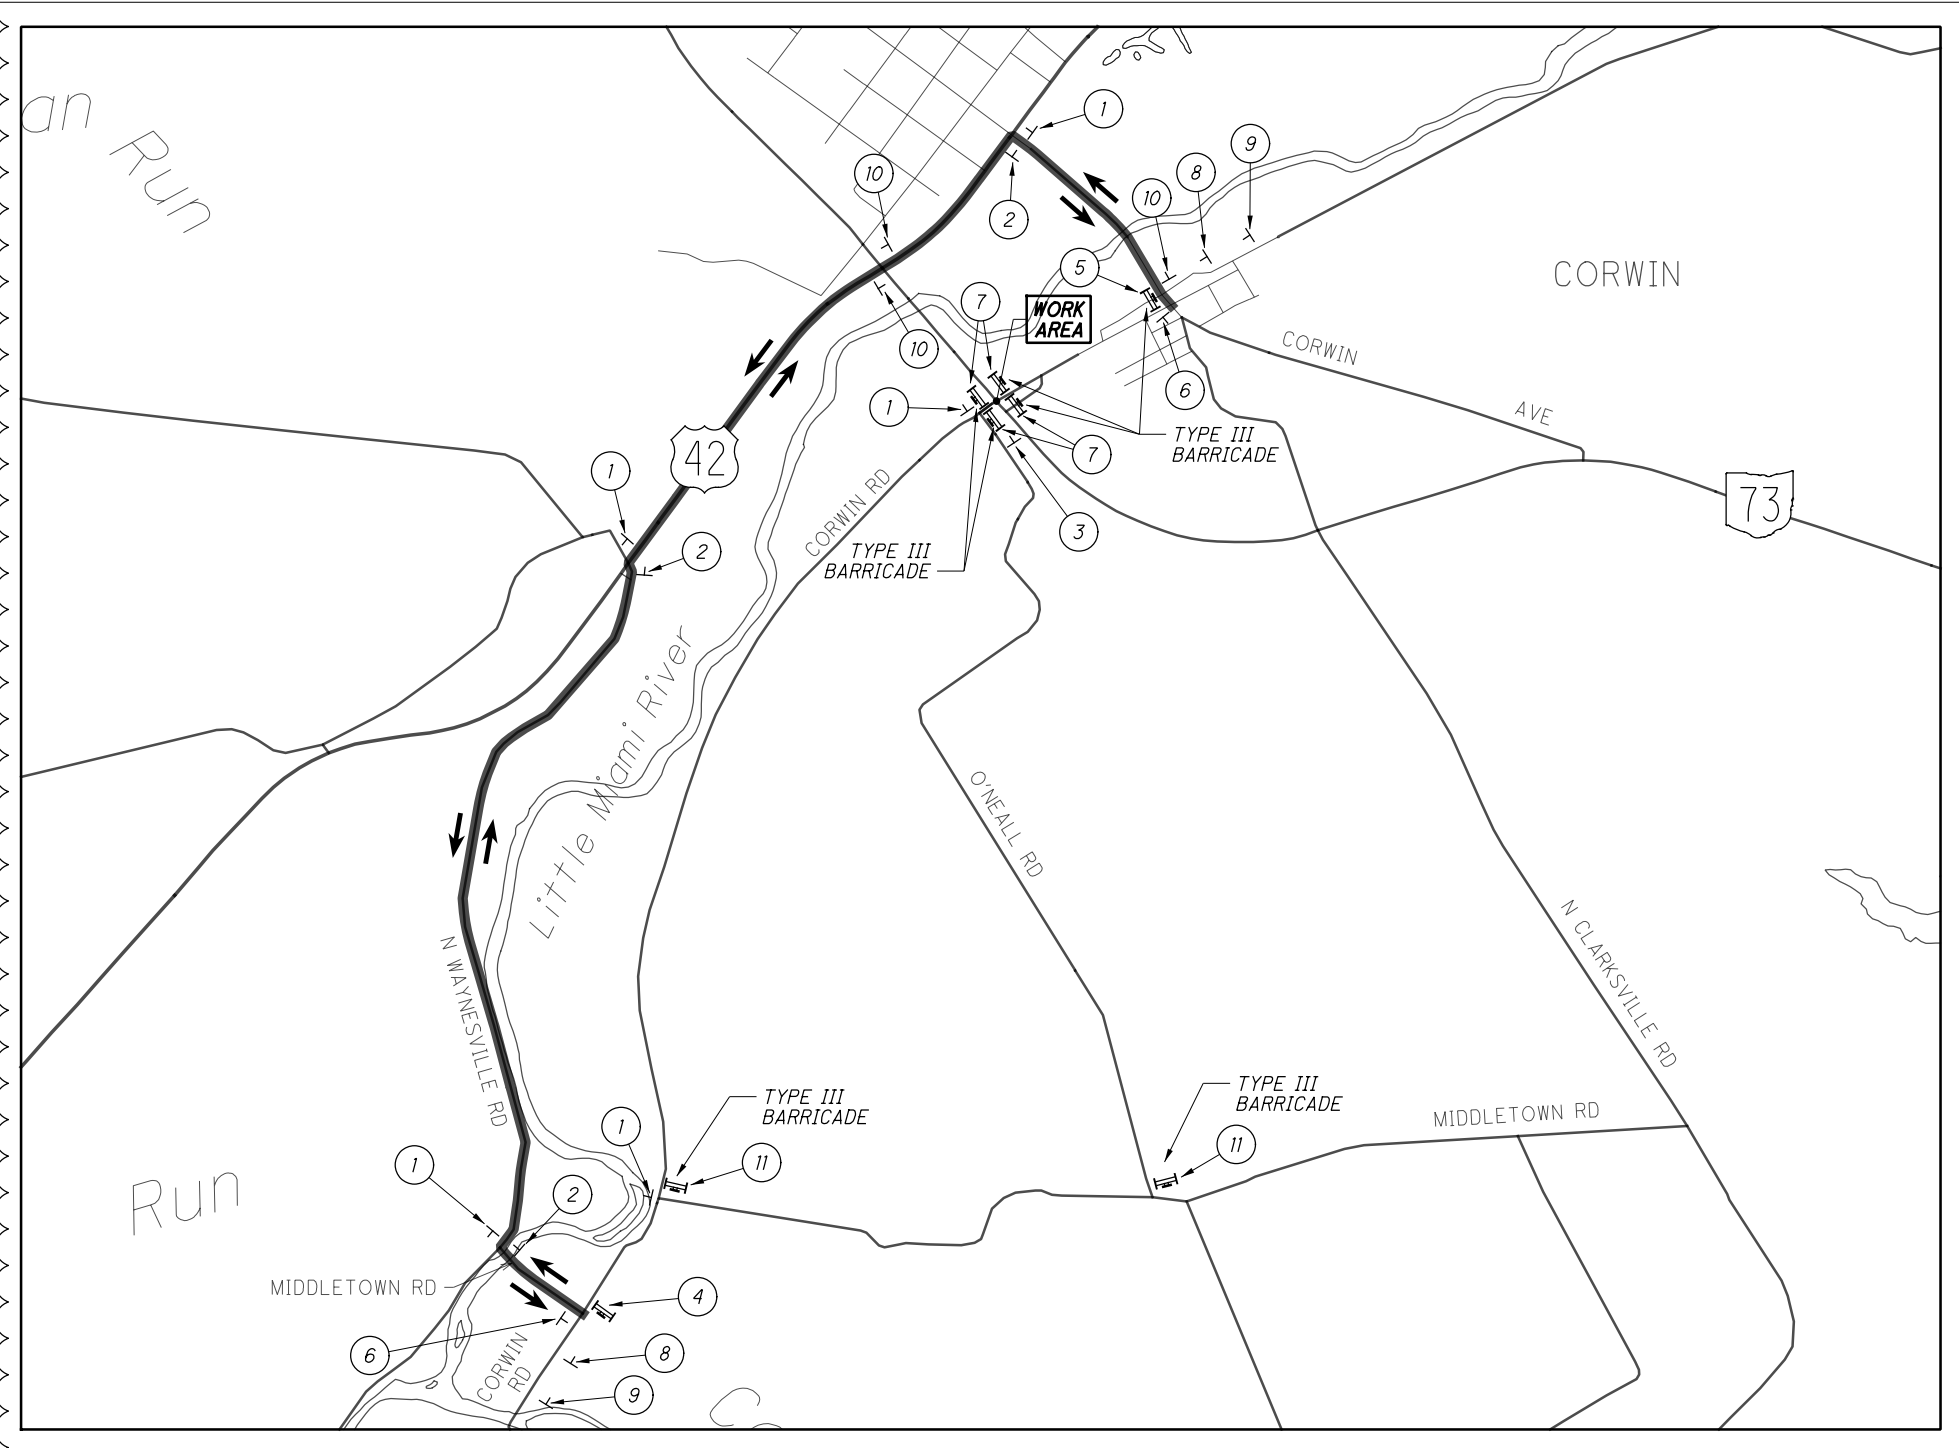 an
Run
1
10
9
8
10
2
5
CORWIN
7
WORK
AREA
10
CORWIN
AVE
6
1
TYPE III
BARRICADE
7
42
1
CORWIN RD
73
3
2
TYPE III
BARRICADE
Little Miami River
O'NEALL RD
N CLARKSVILLE RD
N WAYNESVILLE RD
TYPE III
BARRICADE
TYPE III
BARRICADE
MIDDLETOWN RD
1
11
11
1
2
Run
MIDDLETOWN RD
4
6
CORWIN
RD
8
9